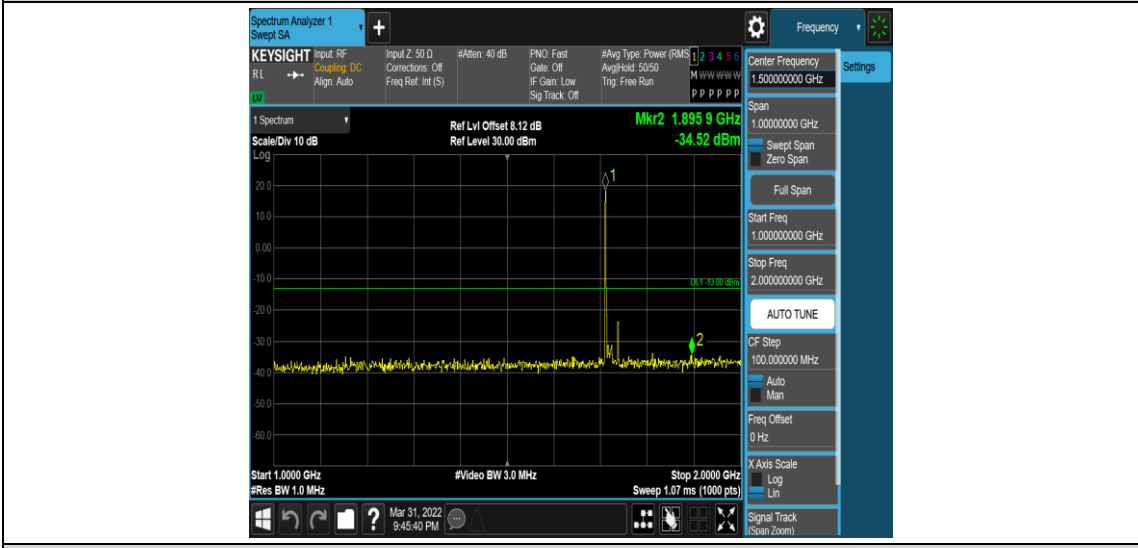 Spectrum Analyzer 1
Swept SA
Frequency
KEYSIGHT
RL
LNI
Input: RF
Coupling: DC
Align: Auto
Input Z: 50 Ω
Corrections: Off
Freq Ref: Int (S)
#Atten: 40 dB
PNO: Fast
Gate: Off
IF Gain: Low
Sig Track: Off
#Avg Type: Power (RMS
Avg|Hold: 50/50
Trig: Free Run
1 2 3 4 5 6
M W W W W W
P P P P P P
1 Spectrum
Scale/Div 10 dB
Log
Ref Lvl Offset 8.12 dB
Ref Level 30.00 dBm
Mkr2 1.895 9 GHz
-34.52 dBm
1
20.0
10.0
0.00
-10.0
DL1 -13.00 dBm
-20.0
-30.0
2
-40.0
-50.0
-60.0
Start 1.0000 GHz
#Video BW 3.0 MHz
Stop 2.0000 GHz
#Res BW 1.0 MHz
Sweep 1.07 ms (1000 pts)
Mar 31, 2022
9:45:40 PM
Center Frequency
1.500000000 GHz
Settings
Span
1.00000000 GHz
Swept Span
Zero Span
Full Span
Start Freq
1.000000000 GHz
Stop Freq
2.000000000 GHz
AUTO TUNE
CF Step
100.000000 MHz
Auto
Man
Freq Offset
0 Hz
X Axis Scale
Log
Lin
Signal Track
(Span Zoom)